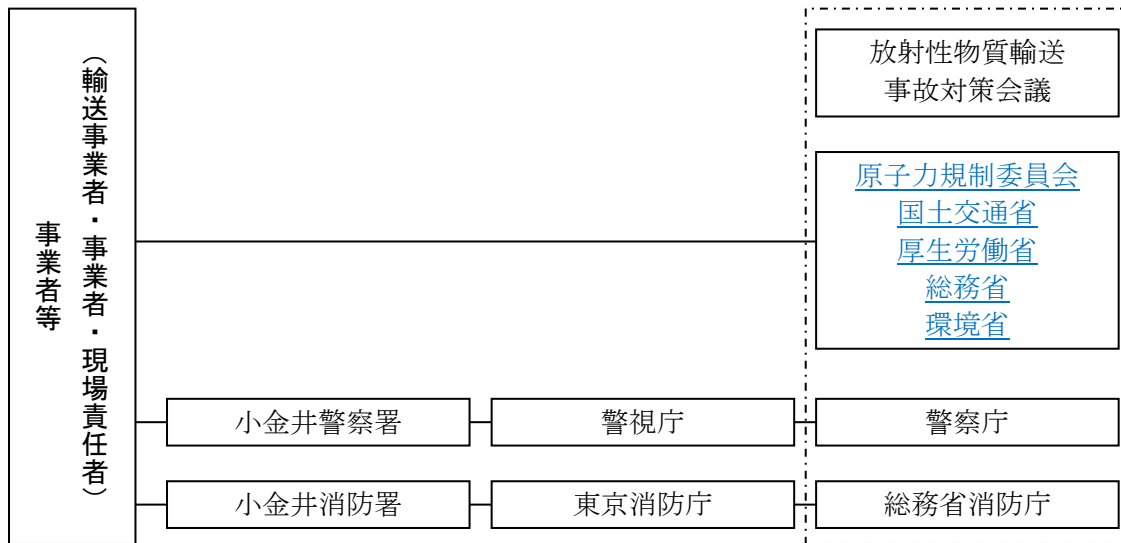 事業者等
（輸送事業者・事業者・現場責任者）
放射性物質輸送
事故対策会議
原子力規制委員会
国土交通省
厚生労働省
総務省
環境省
小金井警察署
警視庁
警察庁
小金井消防署
東京消防庁
総務省消防庁